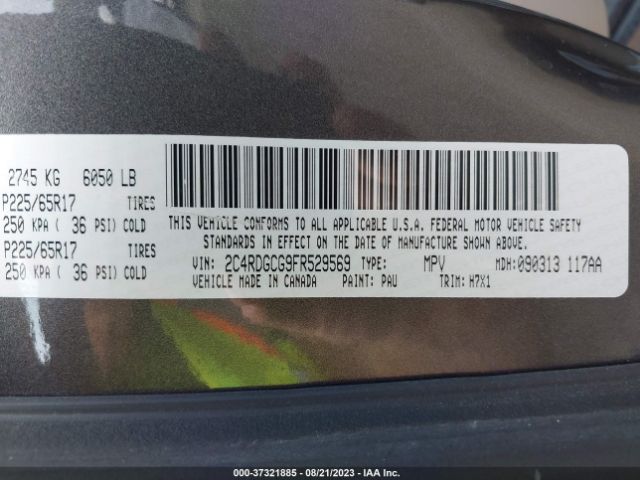 2745 KG 6050 LB
P225/65R17 TIRES
250 KPA ( 36 PSI) COLD
P225/65R17 TIRES
250 KPA ( 36 PSI) COLD
THIS VEHICLE CONFORMS TO ALL APPLICABLE U.S.A. FEDERAL MOTOR VEHICLE SAFETY
STANDARDS IN EFFECT ON THE DATE OF MANUFACTURE SHOWN ABOVE.
VIN: 2C4RDGCG9FR529569 TYPE: MPV MDH:090313 117AA
VEHICLE MADE IN CANADA PAINT: PAU TRIM: H7X1
000-37321885 - 08/21/2023 - IAA Inc.